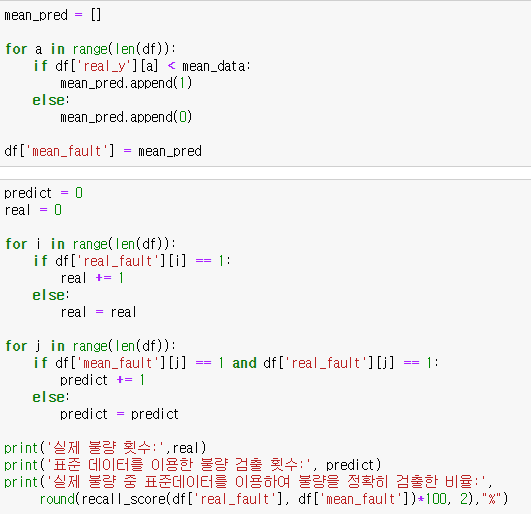 mean_pred = []
for a in range(len(df)):
    if df['real_y'][a] < mean_data:
        mean_pred.append(1)
    else:
        mean_pred.append(0)
df['mean_fault'] = mean_pred
predict = 0
real = 0
for i in range(len(df)):
    if df['real_fault'][i] == 1:
        real += 1
    else:
        real = real
for j in range(len(df)):
    if df['mean_fault'][j] == 1 and df['real_fault'][j] == 1:
        predict += 1
    else:
        predict = predict
print('실제 불량 횟수:',real)
print('표준 데이터를 이용한 불량 검출 횟수:', predict)
print('실제 불량 중 표준데이터를 이용하여 불량을 정확히 검출한 비율:',
     round(recall_score(df['real_fault'], df['mean_fault'])*100, 2),"%")